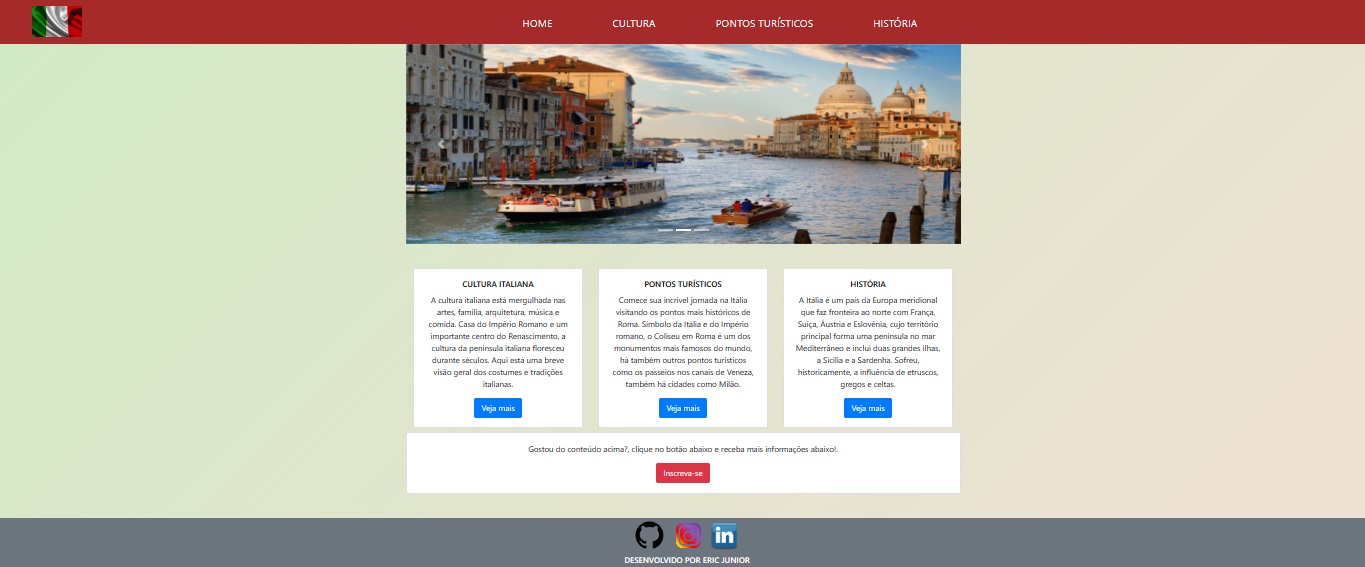 HOME CULTURA PONTOS TURÍSTICOS HISTÓRIA
CULTURA ITALIANA
A cultura italiana está mergulhada nas
artes, família, arquitetura, música e
comida. Casa do Império Romano e um
importante centro do Renascimento, a
cultura da península italiana floresceu
durante séculos. Aqui está uma breve
visão geral dos costumes e tradições
italianas.
Veja mais
PONTOS TURÍSTICOS
Comece sua incrível jornada na Itália
visitando os pontos mais históricos de
Roma. Símbolo da Itália e do Império
romano, o Coliseu em Roma é um dos
monumentos mais famosos do mundo,
há também outros pontos turísticos
como os passeios nos canais de Veneza,
também há cidades como Milão.
Veja mais
HISTÓRIA
A Itália é um país da Europa meridional
que faz fronteira ao norte com França,
Suíça, Áustria e Eslovênia, cujo território
principal forma uma península no mar
Mediterrâneo e inclui duas grandes ilhas,
a Sicília e a Sardenha. Sofreu,
historicamente, a influência de etruscos,
gregos e celtas.
Veja mais
Gostou do conteúdo acima?, clique no botão abaixo e receba mais informações abaixo!.
Inscreva-se
in
DESENVOLVIDO POR ERIC JUNIOR